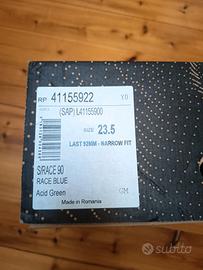 RP 41155922 Y0
(SAP) L41155900
SIZE 23.5
LAST 92MM - NARROW FIT
S/RACE 90
RACE BLUE
Acid Green GM
Made in Romania
subito